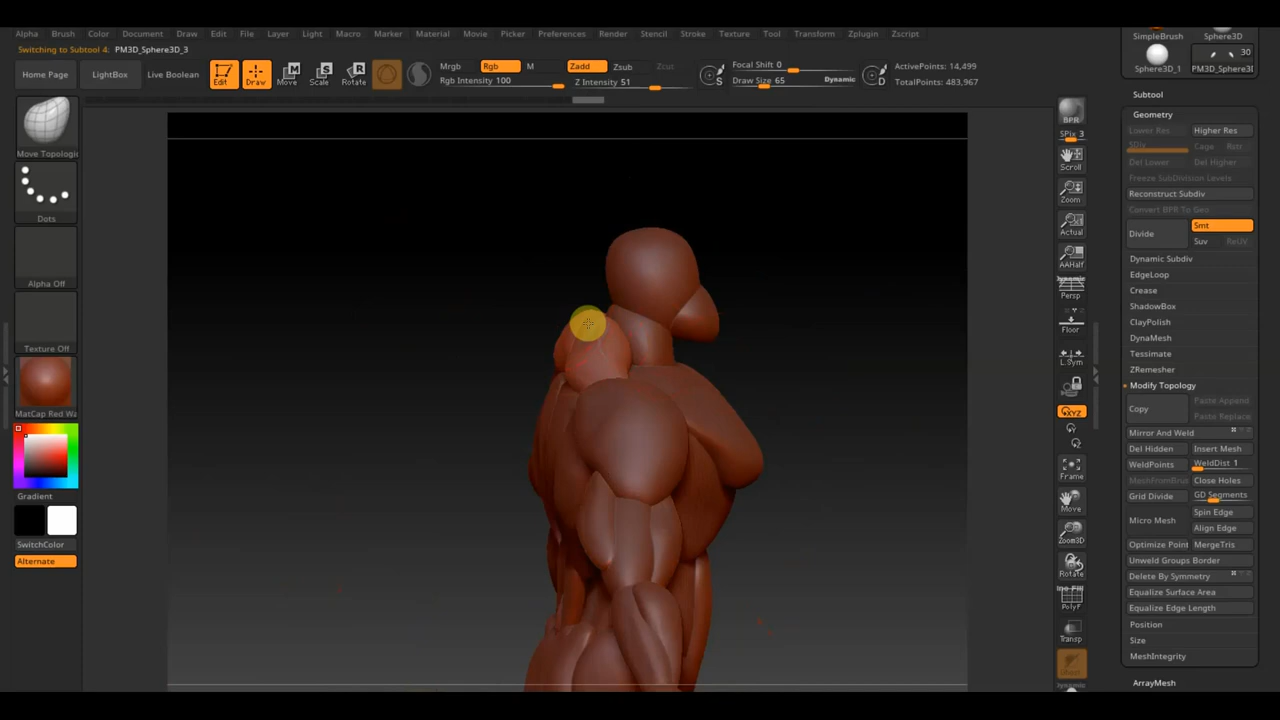 Alpha Brush Color Document Draw Edit File Layer Light Macro Marker Material Movie Picker Preferences Render Stencil Stroke Texture Tool Transform Zplugin Zscript
Switching to Subtool 4: PM3D_Sphere3D_3
Home Page
LightBox
Live Boolean
Edit
Draw
Move
Scale
Rotate
Mrgb Rgb M
Rgb Intensity 100
Zadd Zsub Zcut
Z Intensity 51
S
Focal Shift 0
Draw Size 65 Dynamic
D
ActivePoints: 14,499
TotalPoints: 483,967
Move Topologic
Dots
Alpha Off
Texture Off
MatCap Red Wa
Gradient
SwitchColor
Alternate
BPR
SPix 3
Scroll
Zoom
Actual
AAHalf
Dynamic
Persp
Floor
L.Sym
XYZ
Y
Z
Frame
Move
Zoom3D
Rotate
PolyF
Transp
Dynamic
SimpleBrush Sphere3D
30
Sphere3D_1 PM3D_Sphere3D
Subtool
Geometry
Lower Res Higher Res
SDiv Cage Rstr
Del Lower Del Higher
Freeze SubDivision Levels
Reconstruct Subdiv
Convert BPR To Geo
Divide Smt
Suv ReUV
Dynamic Subdiv
EdgeLoop
Crease
ShadowBox
ClayPolish
DynaMesh
Tessimate
ZRemesher
Modify Topology
Copy Paste Append
Paste Replace
Mirror And Weld
Del Hidden Insert Mesh
WeldPoints WeldDist 1
MeshFromBrus Close Holes
Grid Divide GD Segments
Micro Mesh Spin Edge
Align Edge
Optimize Point MergeTris
Unweld Groups Border
Delete By Symmetry
Equalize Surface Area
Equalize Edge Length
Position
Size
MeshIntegrity
ArrayMesh